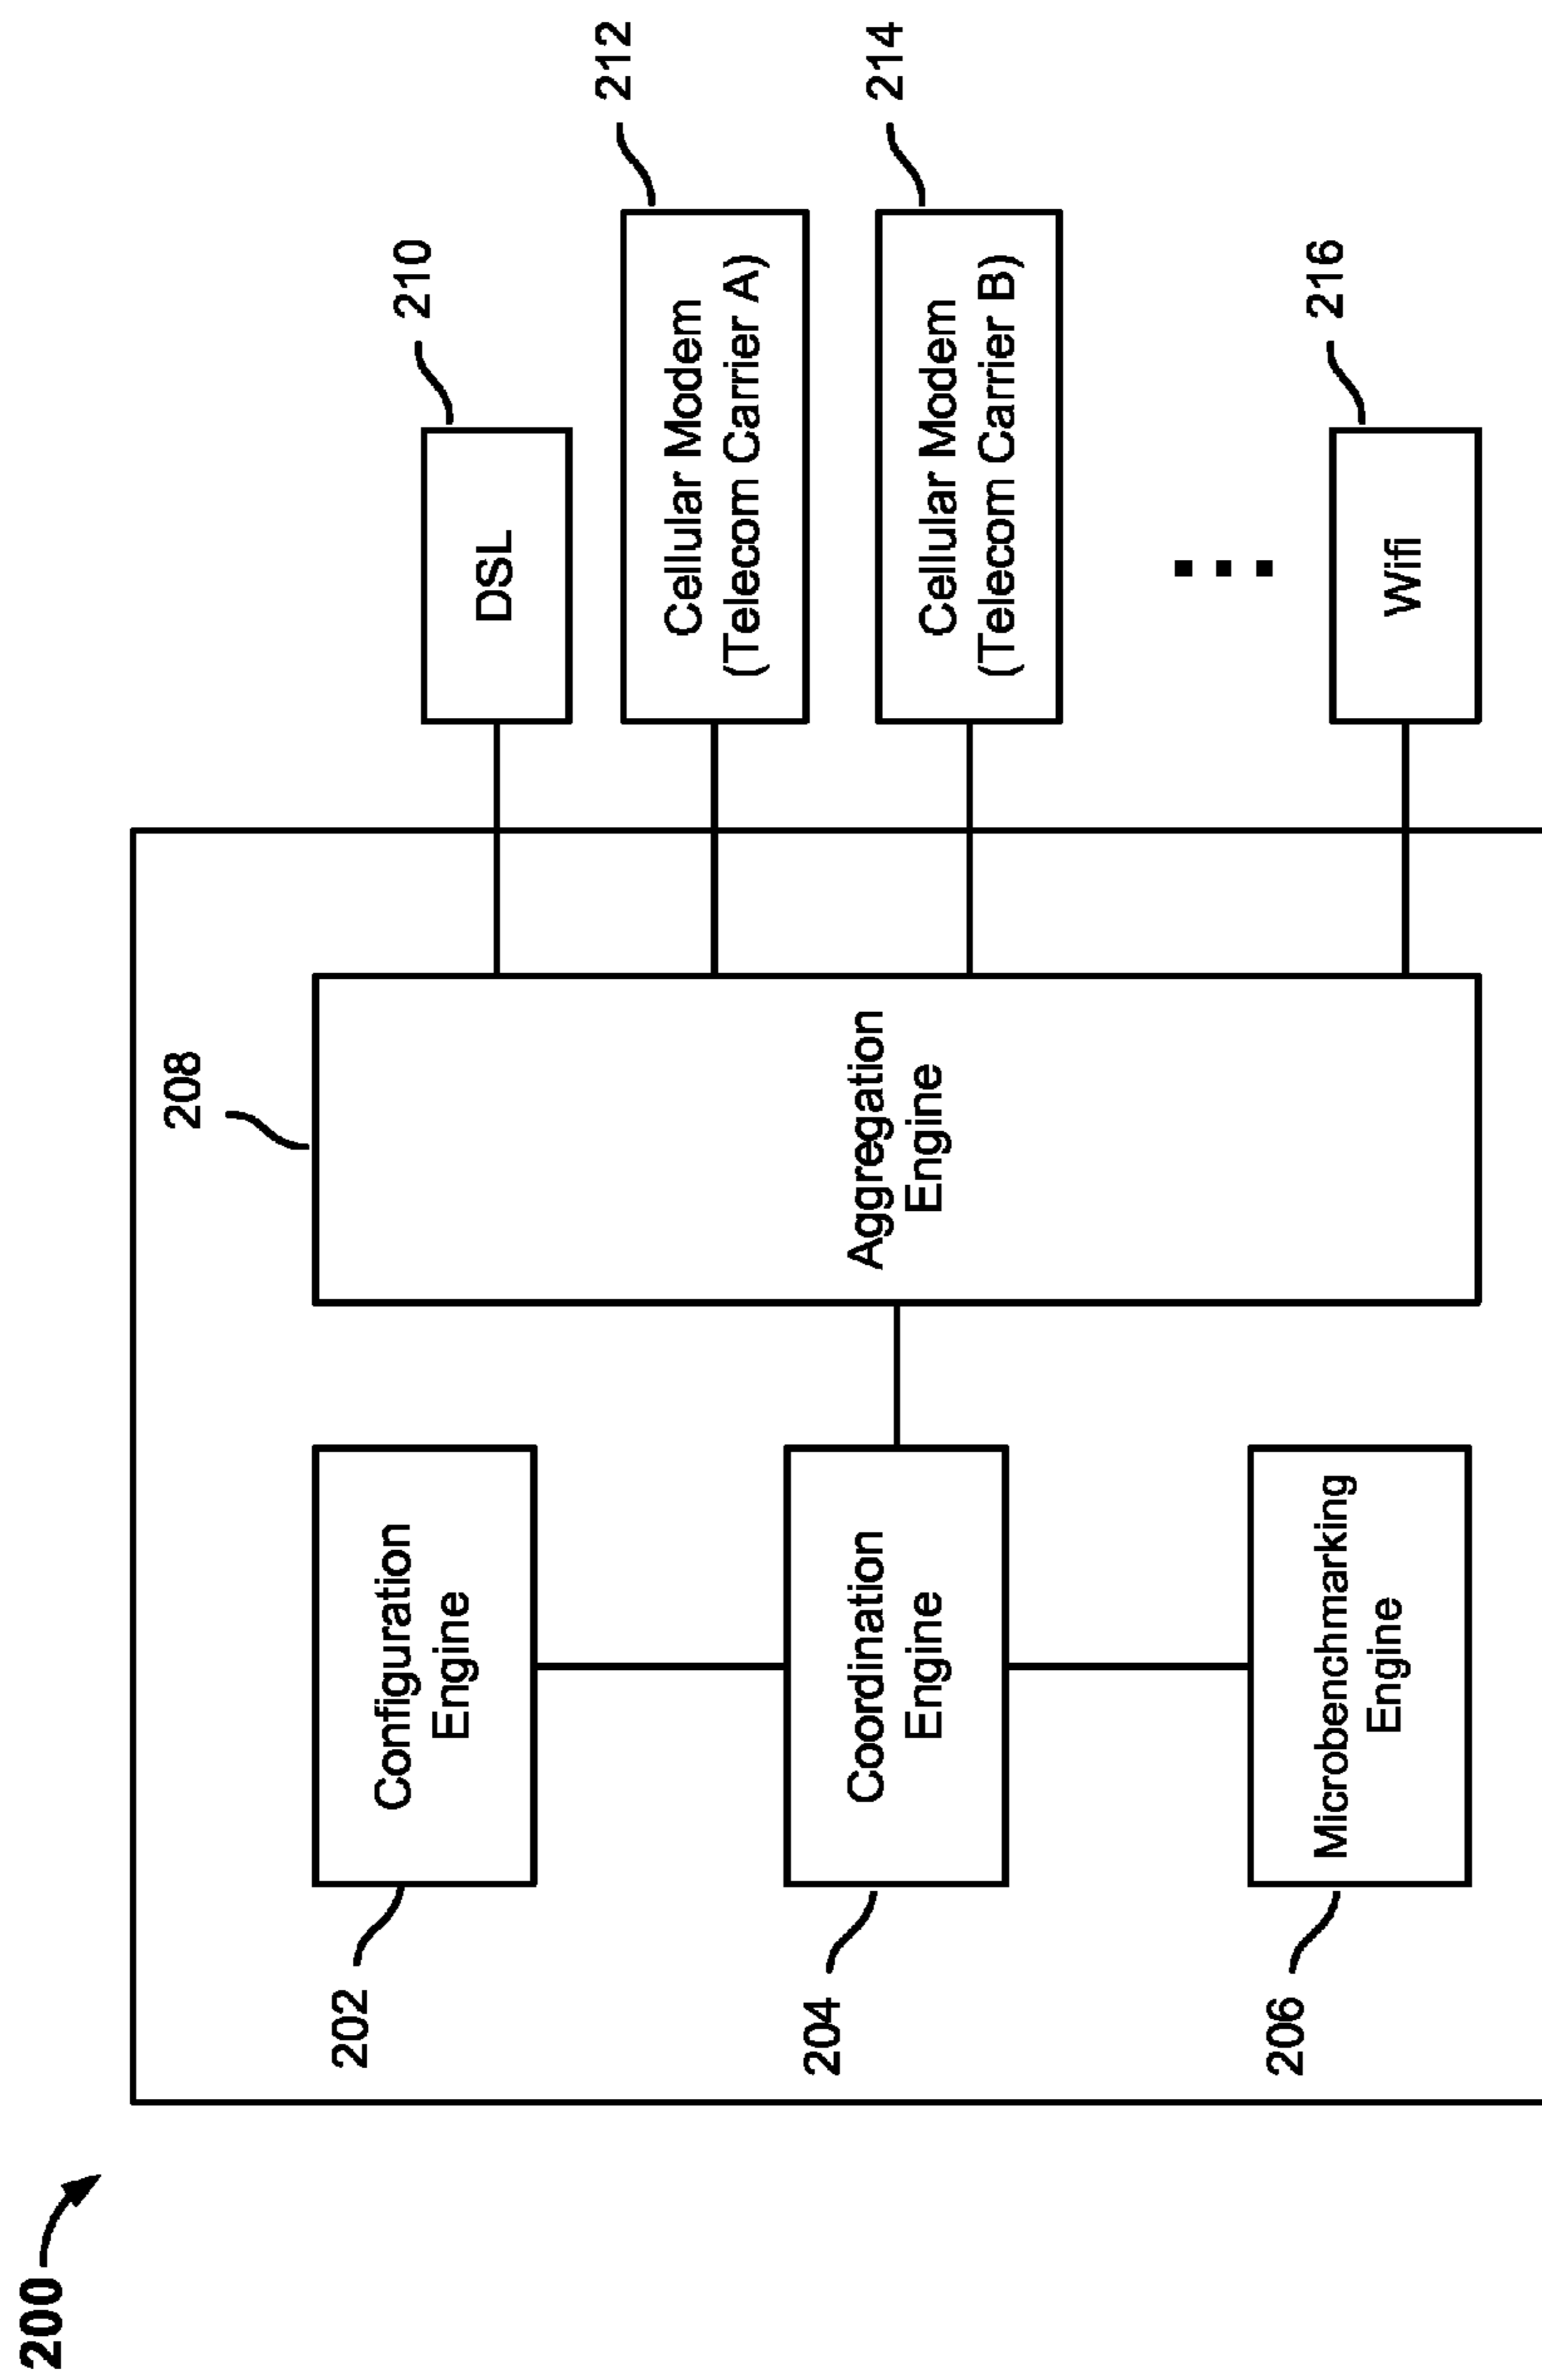 200
202
Configuration
Engine
204
Coordination
Engine
206
Microbenchmarking
Engine
208
Aggregation
Engine
210
DSL
212
Cellular Modem
(Telecom Carrier A)
214
Cellular Modem
(Telecom Carrier B)
216
Wifi